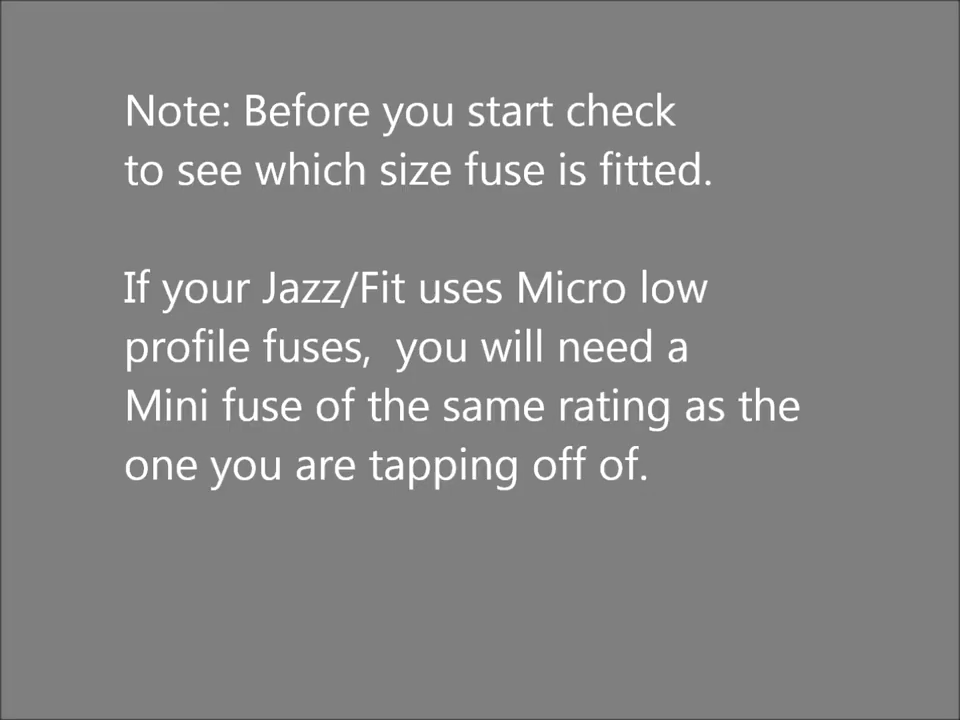 Note: Before you start check
to see which size fuse is fitted.
If your Jazz/Fit uses Micro low
profile fuses,  you will need a
Mini fuse of the same rating as the
one you are tapping off of.